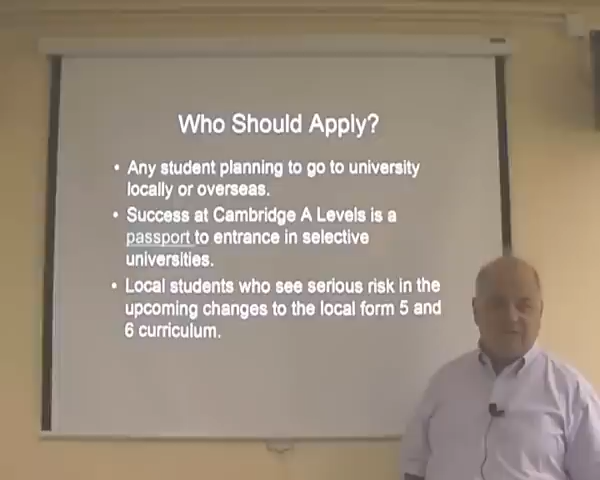 Who Should Apply?
• Any student planning to go to university
locally or overseas.
• Success at Cambridge A Levels is a
passport to entrance in selective
universities.
• Local students who see serious risk in the
upcoming changes to the local form 5 and
6 curriculum.